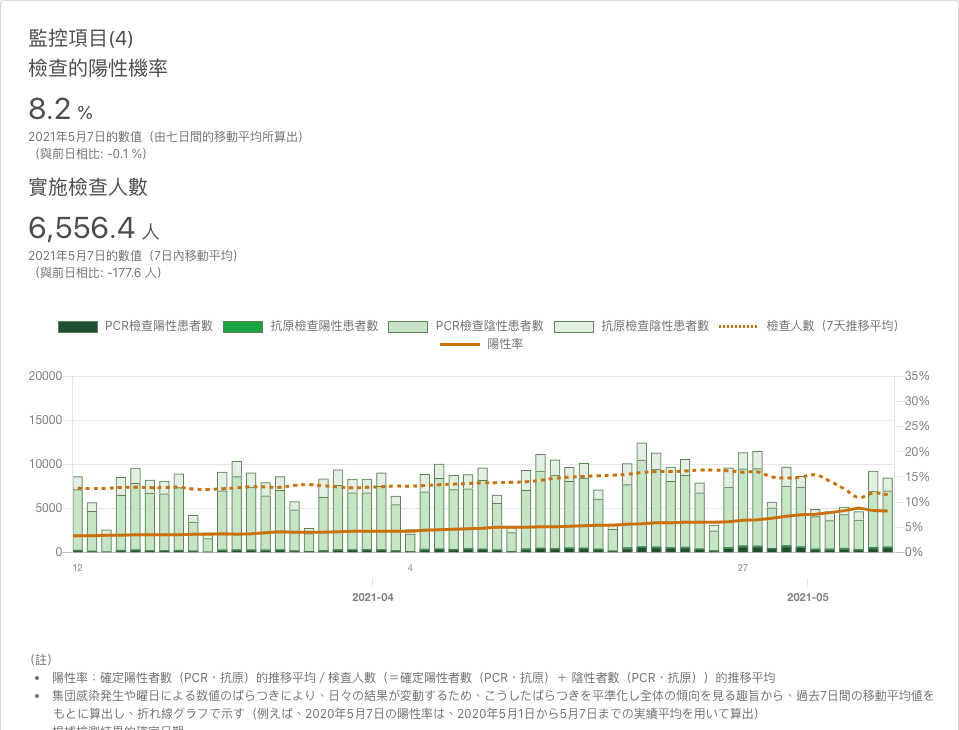 監控項目(4)
檢查的陽性機率
8.2 %
2021年5月7日的數值（由七日間的移動平均所算出）
（與前日相比: -0.1 %）
實施檢查人數
6,556.4 人
2021年5月7日的數值（7日內移動平均）
（與前日相比: -177.6 人）
PCR檢查陽性患者數 抗原檢查陽性患者數 PCR檢查陰性患者數 抗原檢查陰性患者數 檢查人數（7天推移平均）
陽性率
20000 35%
30%
15000 25%
20%
10000 15%
5000 10%
5%
0 0%
12 4 27
2021-04 2021-05
（註）
• 陽性率：確定陽性者數（PCR・抗原）的推移平均 / 検査人數（＝確定陽性者數（PCR・抗原）＋ 陰性者數（PCR・抗原））的推移平均
• 集団感染発生や曜日による数値のばらつきにより、日々の結果が変動するため、こうしたばらつきを平準化し全体の傾向を見る趣旨から、過去7日間の移動平均値を
もとに算出し、折れ線グラフで示す（例えば、2020年5月7日の陽性率は、2020年5月1日から5月7日までの実績平均を用いて算出）